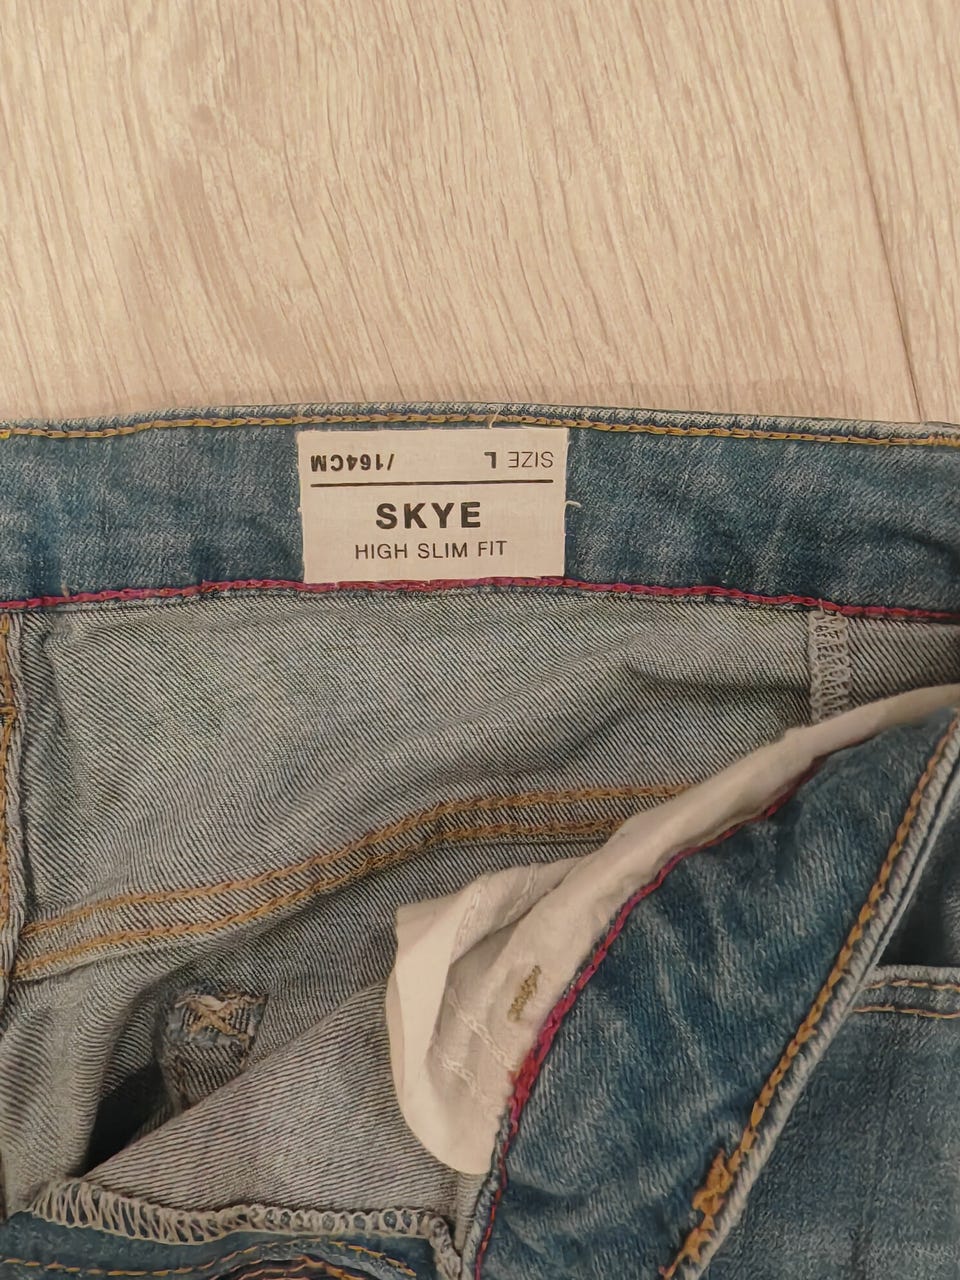 SIZE L /164CM
SKYE
HIGH SLIM FIT